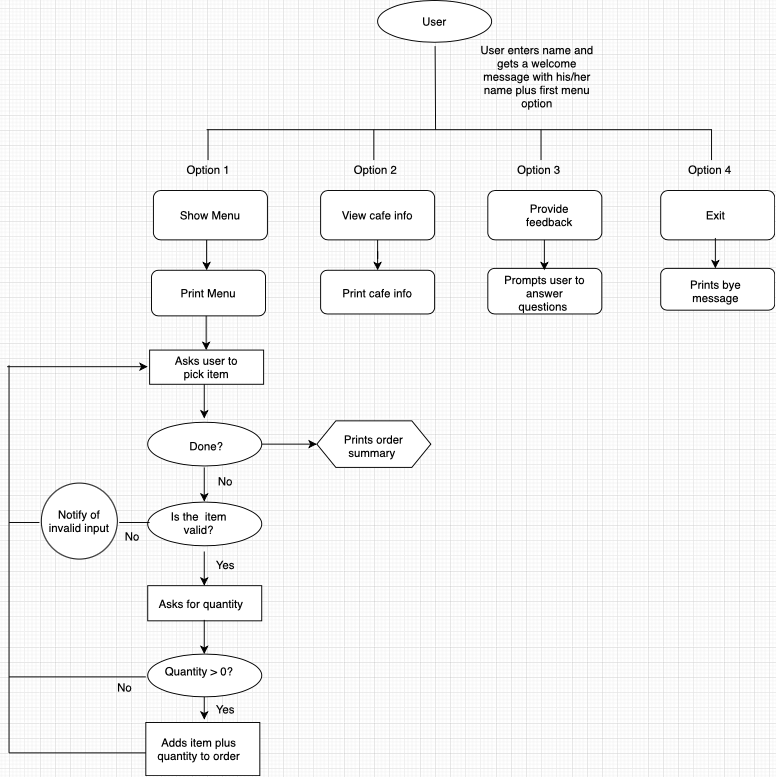 User
User enters name and
gets a welcome
message with his/her
name plus first menu
option
Option 1
Option 2
Option 3
Option 4
Show Menu
View cafe info
Provide
feedback
Exit
Print Menu
Print cafe info
Prompts user to
answer
questions
Prints bye
message
Asks user to
pick item
Done?
Prints order
summary
No
Notify of
invalid input
No
Is the item
valid?
Yes
Asks for quantity
Quantity > 0?
No
Yes
Adds item plus
quantity to order